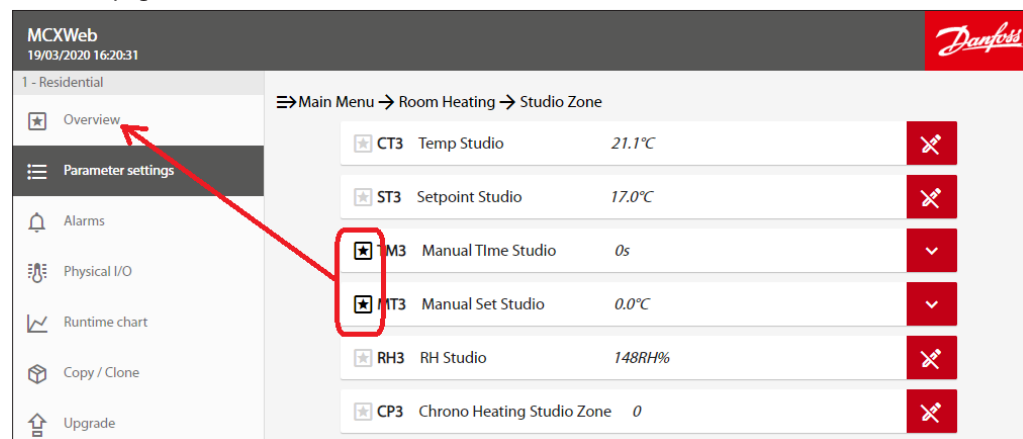 MCXWeb
19/03/2020 16:20:31
Danfoss
1 - Residential
Overview
Parameter settings
Alarms
Physical I/O
Runtime chart
Copy / Clone
Upgrade
Main Menu → Room Heating → Studio Zone
CT3 Temp Studio 21.1°C
ST3 Setpoint Studio 17.0°C
TM3 Manual TIme Studio 0s
MT3 Manual Set Studio 0.0°C
RH3 RH Studio 148RH%
CP3 Chrono Heating Studio Zone 0